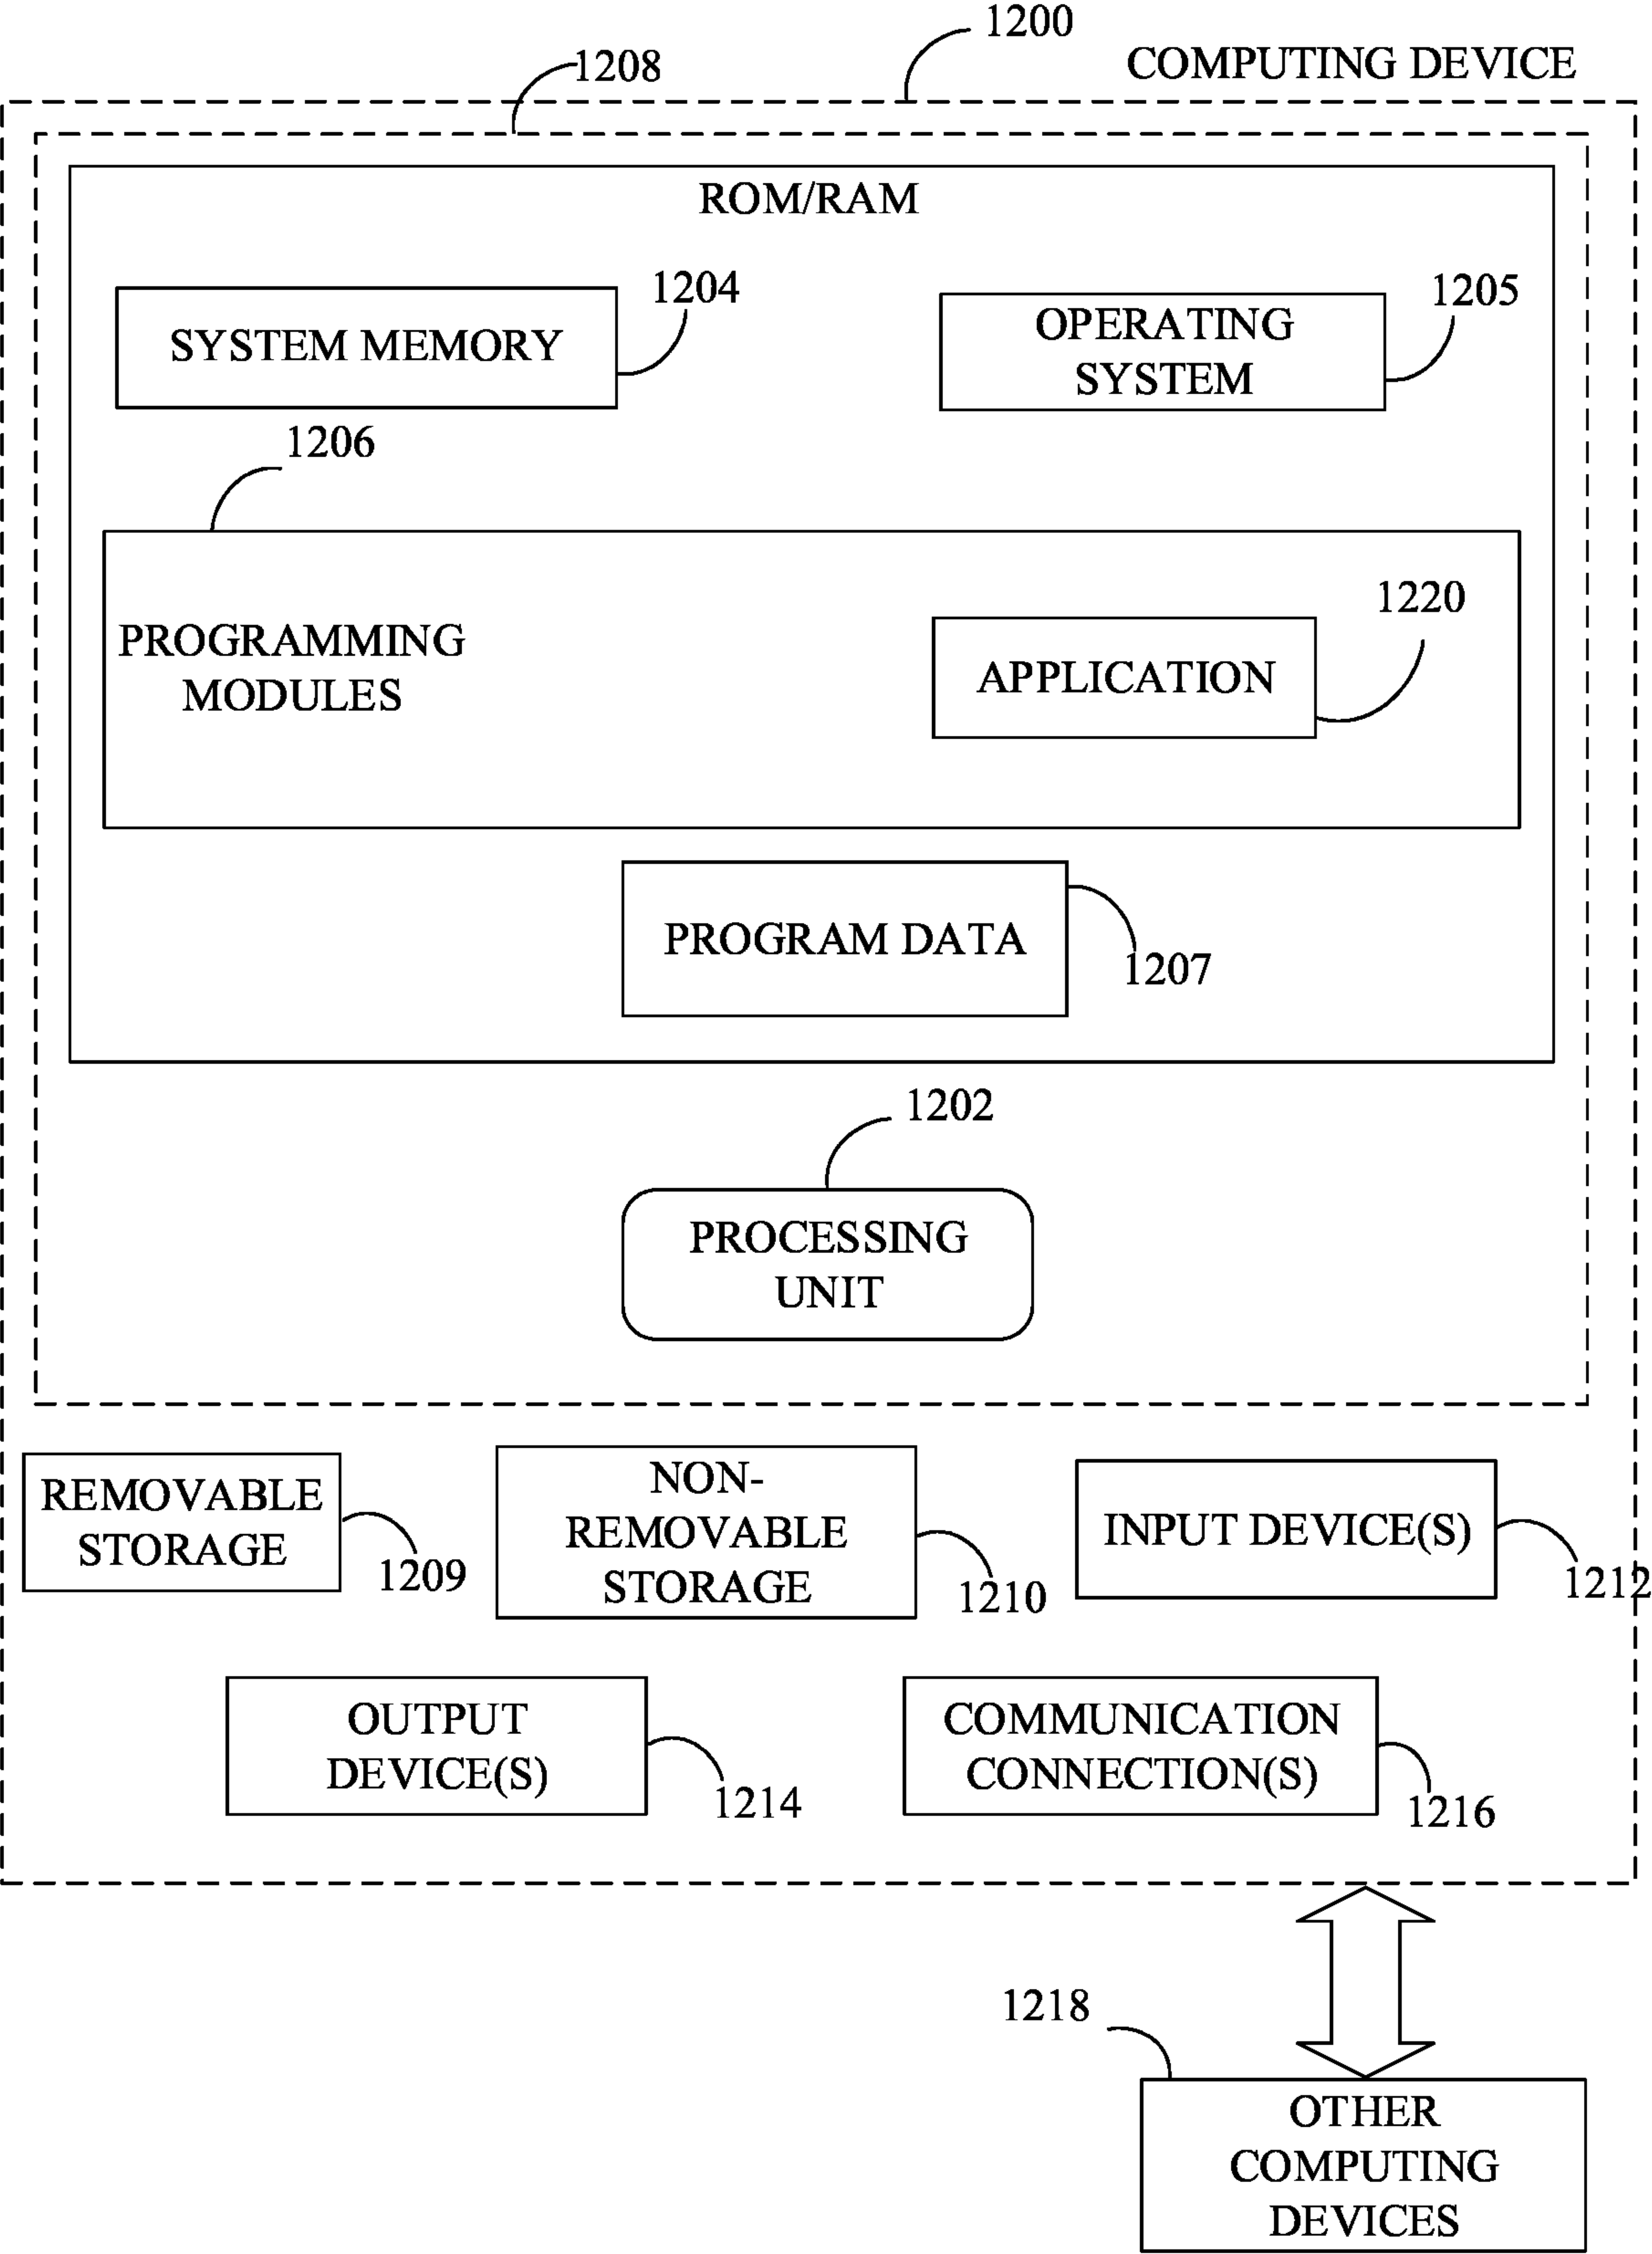 1200
COMPUTING DEVICE
1208
ROM/RAM
1204
SYSTEM MEMORY
1205
OPERATING
SYSTEM
1206
PROGRAMMING
MODULES
1220
APPLICATION
PROGRAM DATA
1207
1202
PROCESSING
UNIT
REMOVABLE
STORAGE
1209
NON-
REMOVABLE
STORAGE
1210
INPUT DEVICE(S)
1212
OUTPUT
DEVICE(S)
1214
COMMUNICATION
CONNECTION(S)
1216
1218
OTHER
COMPUTING
DEVICES